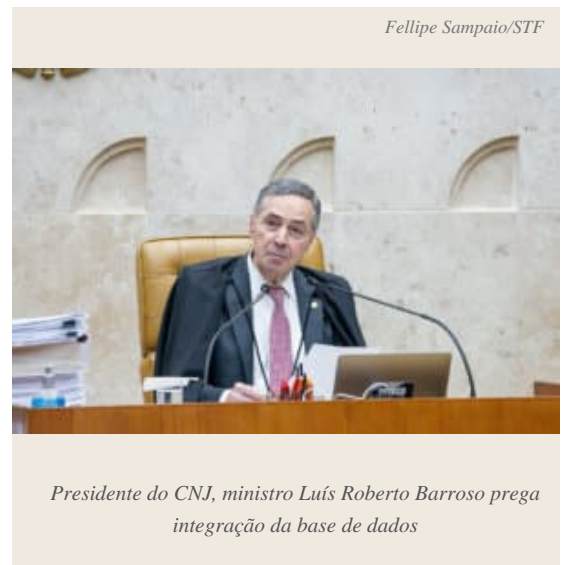 Fellipe Sampaio/STF
Presidente do CNJ, ministro Luís Roberto Barroso prega
integração da base de dados